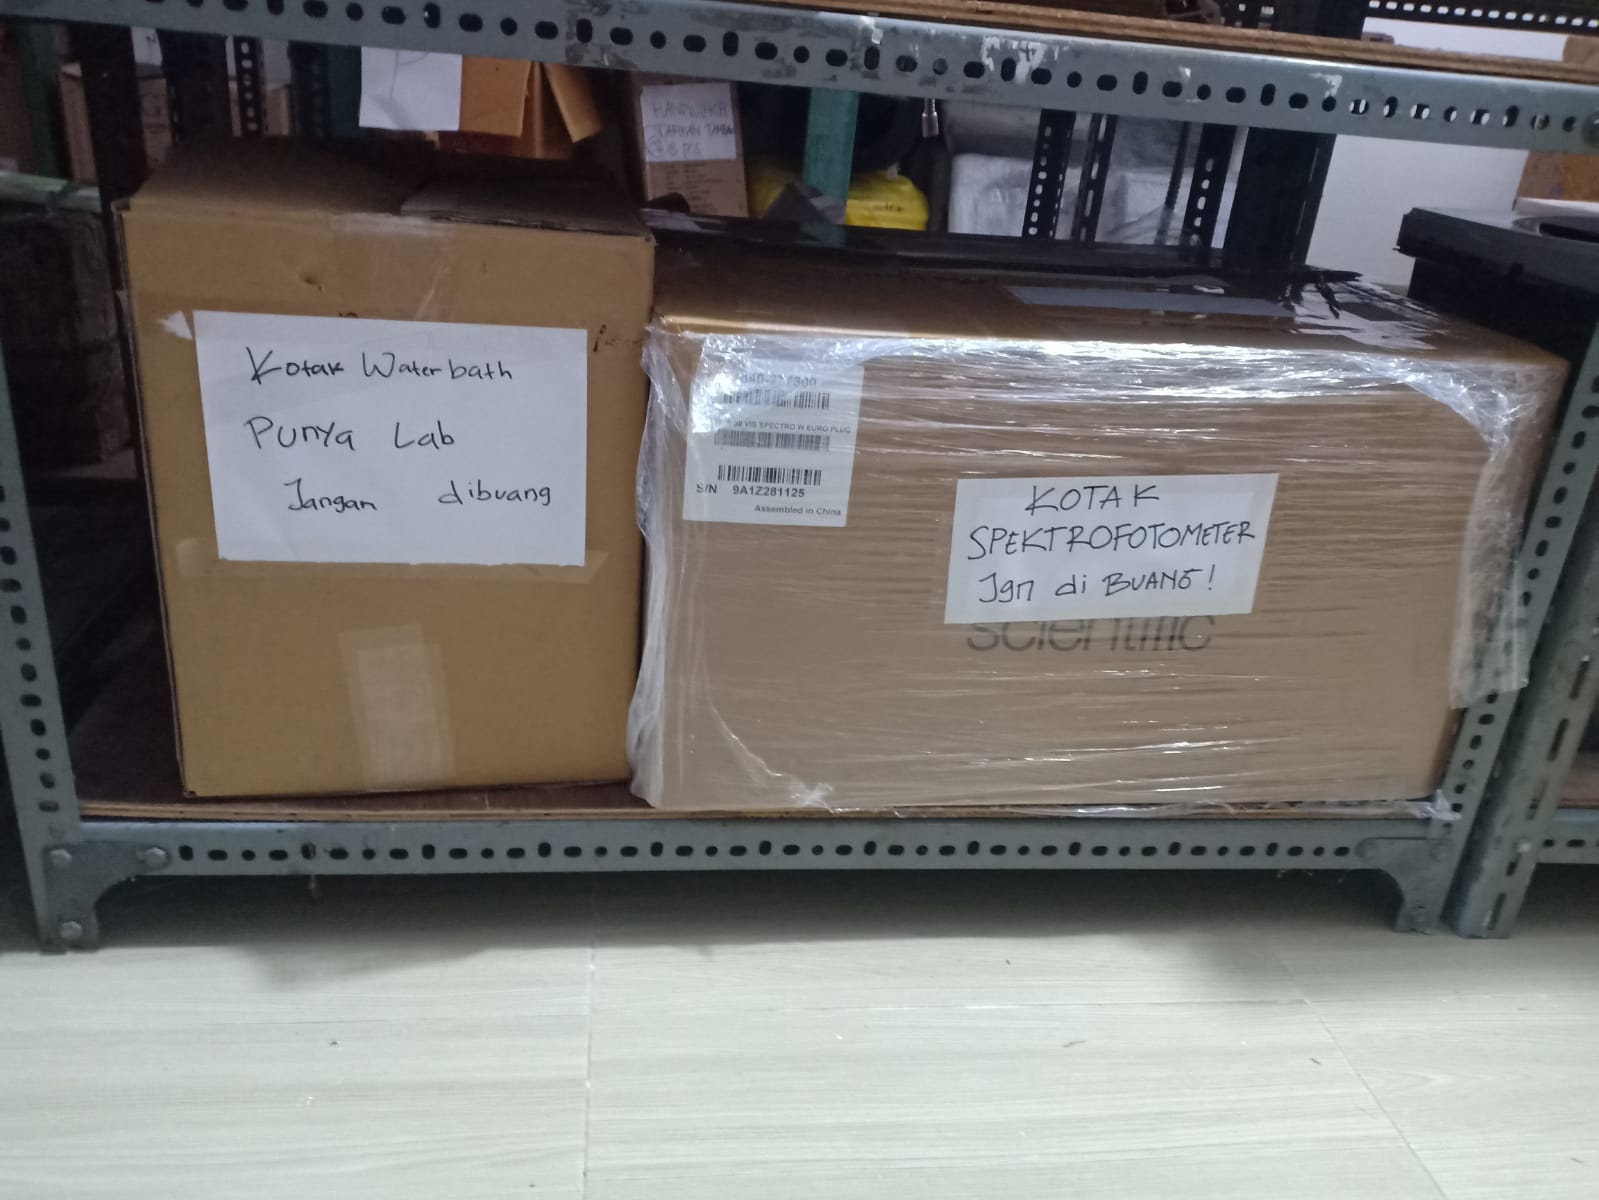 HANDWINCH
Kotak Waterbath
Punya Lab
Jangan dibuang
VIS SPECTRO W. EURO PLUG
S/N 9A1Z281125
Assembled in China
KOTAK
SPEKTROFOTOMETER
Jgn di BUANG!
scientific